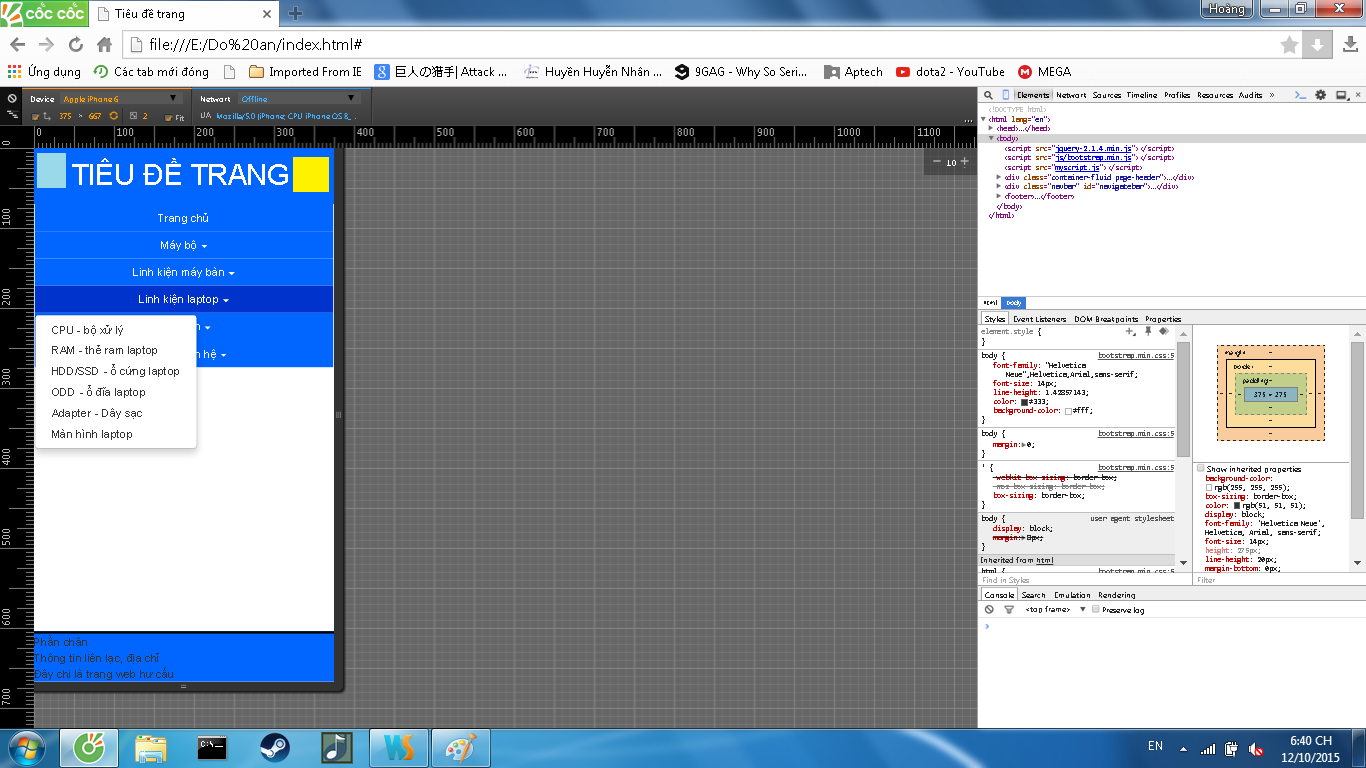 cốc cốc
Tiêu đề trang
Hoàng
file:///E:/Do%20an/index.html#
Ứng dụng
Các tab mới đóng
Imported From IE
巨人の猟手| Attack ...
Huyền Huyễn Nhân ...
9GAG - Why So Seri...
Aptech
dota2 - YouTube
MEGA
Device Apple iPhone 6 ▼
Network Offline ▼
375 × 667 2 Fit
UA Mozilla/5.0 (iPhone; CPU iPhone OS 8_...
...
0 100 200 300 400 500 600 700 800 900 1000 1100
0
100
200
300
400
500
600
700
− 1.0 +
TIÊU ĐỀ TRANG
Trang chủ
Máy bộ
Linh kiện máy bàn
Linh kiện laptop
CPU - bộ xử lý
RAM - thẻ ram laptop
HDD/SSD - ổ cứng laptop
ODD - ổ đĩa laptop
Adapter - Dây sạc
Màn hình laptop
hệ
Phần chân
Thông tin liên lạc, địa chỉ
Đây chỉ là trang web hư cấu
Elements Network Sources Timeline Profiles Resources Audits »
<!DOCTYPE html>
<html lang="en">
<head>…</head>
<body>
<script src="jquery-2.1.4.min.js"></script>
<script src="js/bootstrap.min.js"></script>
<script src="myscript.js"></script>
<div class="container-fluid page-header">…</div>
<div class="navbar" id="navigatebar">…</div>
<footer>…</footer>
</body>
</html>
html body
Styles Event Listeners DOM Breakpoints Properties
element.style {
}
body { bootstrap.min.css:5
font-family: "Helvetica
Neue",Helvetica,Arial,sans-serif;
font-size: 14px;
line-height: 1.42857143;
color: #333;
background-color: #fff;
}
body { bootstrap.min.css:5
margin: 0;
}
* { bootstrap.min.css:5
-webkit-box-sizing: border-box;
-moz-box-sizing: border-box;
box-sizing: border-box;
}
body { user agent stylesheet
display: block;
margin: 8px;
}
Inherited from html
html { bootstrap.min.css:5
Find in Styles
margin –
border –
padding –
375 × 275
Show inherited properties
background-color:
rgb(255, 255, 255);
box-sizing: border-box;
color: rgb(51, 51, 51);
display: block;
font-family: 'Helvetica Neue',
Helvetica, Arial, sans-serif;
font-size: 14px;
height: 275px;
line-height: 20px;
margin-bottom: 0px;
Filter
Console Search Emulation Rendering
<top frame> ▼ Preserve log
C:\_
WS
EN
6:40 CH
12/10/2015